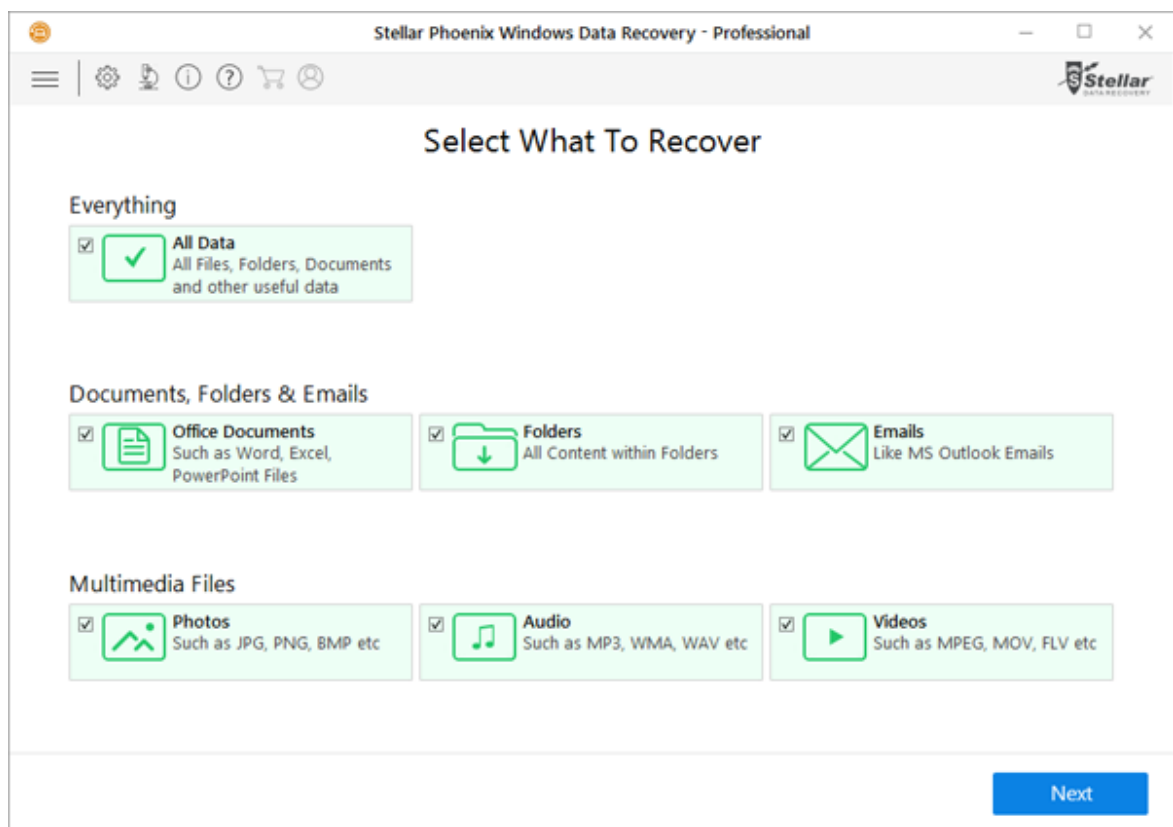 Stellar Phoenix Windows Data Recovery - Professional
Stellar
DATA RECOVERY
Select What To Recover
Everything
All Data
All Files, Folders, Documents
and other useful data
Documents, Folders & Emails
Office Documents
Such as Word, Excel,
PowerPoint Files
Folders
All Content within Folders
Emails
Like MS Outlook Emails
Multimedia Files
Photos
Such as JPG, PNG, BMP etc
Audio
Such as MP3, WMA, WAV etc
Videos
Such as MPEG, MOV, FLV etc
Next